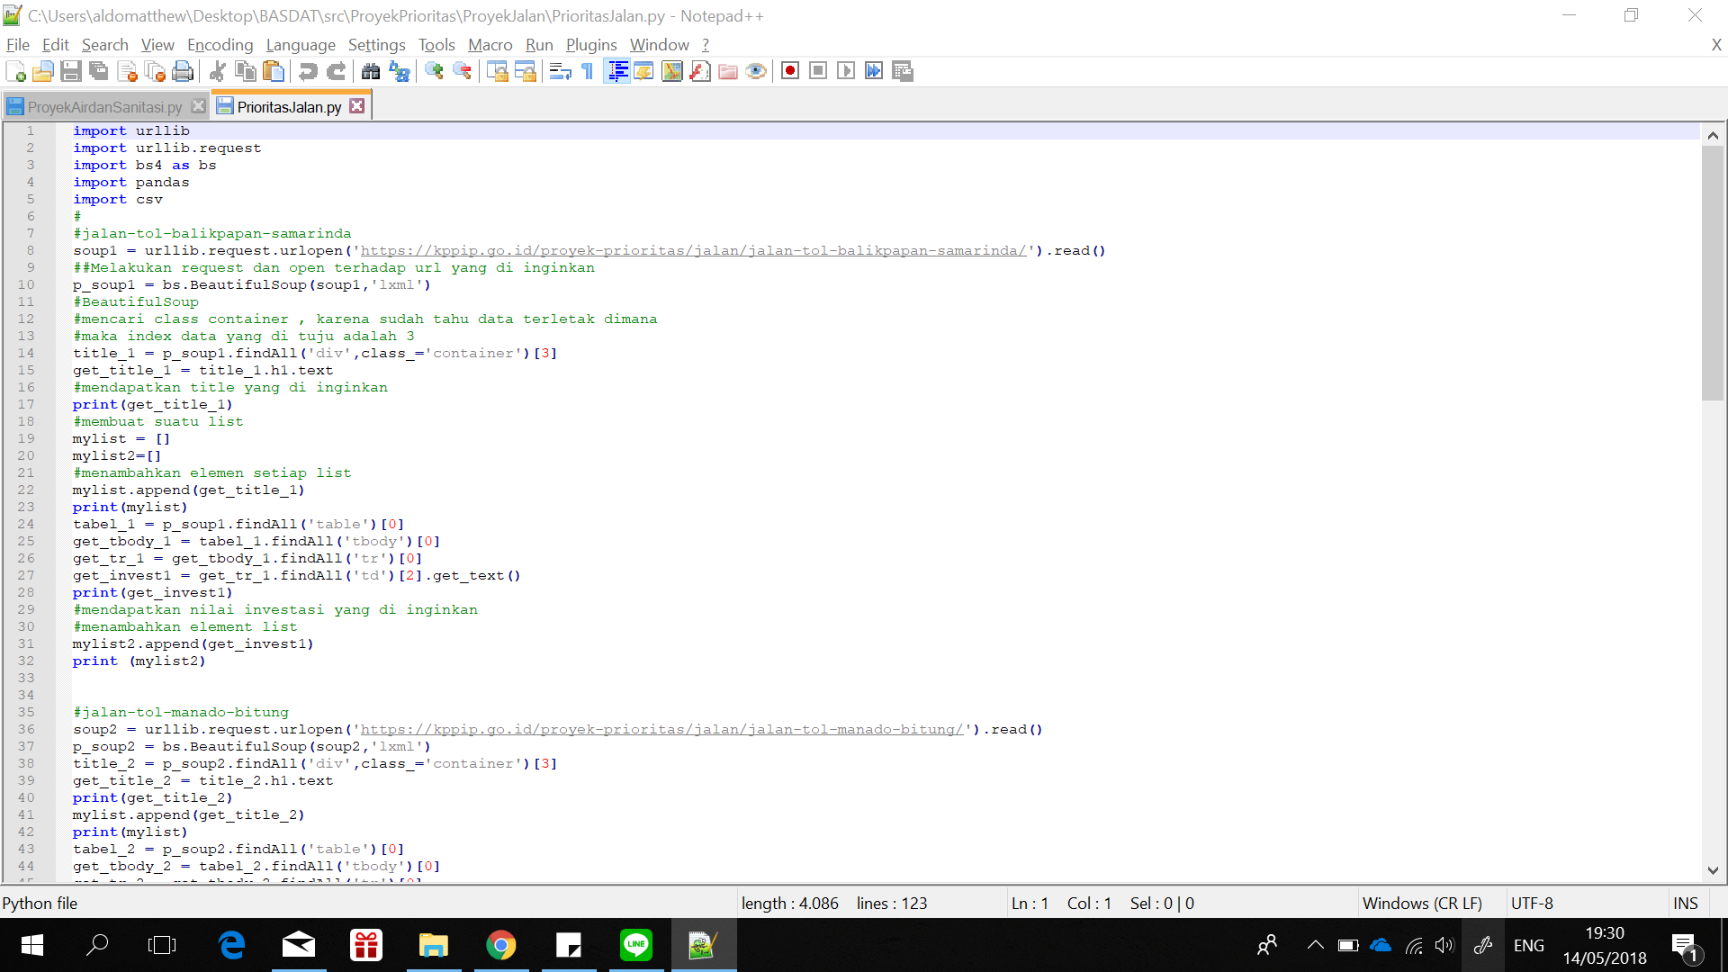 C:\Users\aldomatthew\Desktop\BASDAT\src\ProyekPrioritas\ProyekJalan\PrioritasJalan.py - Notepad++
File Edit Search View Encoding Language Settings Tools Macro Run Plugins Window ? X
ProyekAirdanSanitasi.py PrioritasJalan.py
1 import urllib
2 import urllib.request
3 import bs4 as bs
4 import pandas
5 import csv
6 #
7 #jalan-tol-balikpapan-samarinda
8 soup1 = urllib.request.urlopen('https://kppip.go.id/proyek-prioritas/jalan/jalan-tol-balikpapan-samarinda/').read()
9 ##Melakukan request dan open terhadap url yang di inginkan
10 p_soup1 = bs.BeautifulSoup(soup1,'lxml')
11 #BeautifulSoup
12 #mencari class container , karena sudah tahu data terletak dimana
13 #maka index data yang di tuju adalah 3
14 title_1 = p_soup1.findAll('div',class_='container')[3]
15 get_title_1 = title_1.h1.text
16 #mendapatkan title yang di inginkan
17 print(get_title_1)
18 #membuat suatu list
19 mylist = []
20 mylist2=[]
21 #menambahkan elemen setiap list
22 mylist.append(get_title_1)
23 print(mylist)
24 tabel_1 = p_soup1.findAll('table')[0]
25 get_tbody_1 = tabel_1.findAll('tbody')[0]
26 get_tr_1 = get_tbody_1.findAll('tr')[0]
27 get_invest1 = get_tr_1.findAll('td')[2].get_text()
28 print(get_invest1)
29 #mendapatkan nilai investasi yang di inginkan
30 #menambahkan element list
31 mylist2.append(get_invest1)
32 print (mylist2)
33
34
35 #jalan-tol-manado-bitung
36 soup2 = urllib.request.urlopen('https://kppip.go.id/proyek-prioritas/jalan/jalan-tol-manado-bitung/').read()
37 p_soup2 = bs.BeautifulSoup(soup2,'lxml')
38 title_2 = p_soup2.findAll('div',class_='container')[3]
39 get_title_2 = title_2.h1.text
40 print(get_title_2)
41 mylist.append(get_title_2)
42 print(mylist)
43 tabel_2 = p_soup2.findAll('table')[0]
44 get_tbody_2 = tabel_2.findAll('tbody')[0]
Python file length : 4.086 lines : 123 Ln : 1 Col : 1 Sel : 0 | 0 Windows (CR LF) UTF-8 INS
LINE ENG 19:30
14/05/2018 1